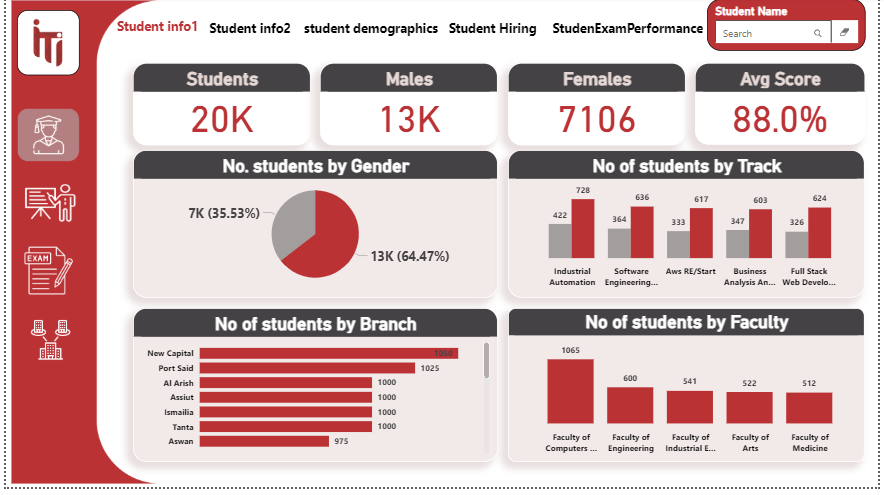 Student info1
Student info2
student demographics
Student Hiring
StudenExamPerformance
Student Name
Search
iTi
Students
20K
Males
13K
Females
7106
Avg Score
88.0%
EXAM
No. students by Gender
7K (35.53%)
13K (64.47%)
No of students by Track
422
728
364
636
333
617
347
603
326
624
Industrial
Automation
Software
Engineering...
Aws RE/Start
Business
Analysis An...
Full Stack
Web Develo...
No of students by Branch
New Capital 1050
Port Said 1025
Al Arish 1000
Assiut 1000
Ismailia 1000
Tanta 1000
Aswan 975
No of students by Faculty
1065
600
541
522
512
Faculty of
Computers ...
Faculty of
Engineering
Faculty of
Industrial E...
Faculty of
Arts
Faculty of
Medicine